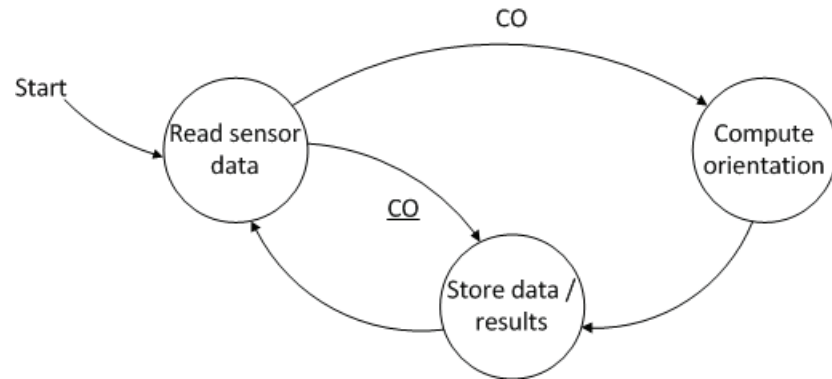 CO
Start
Read sensor
data
Compute
orientation
CO
Store data /
results